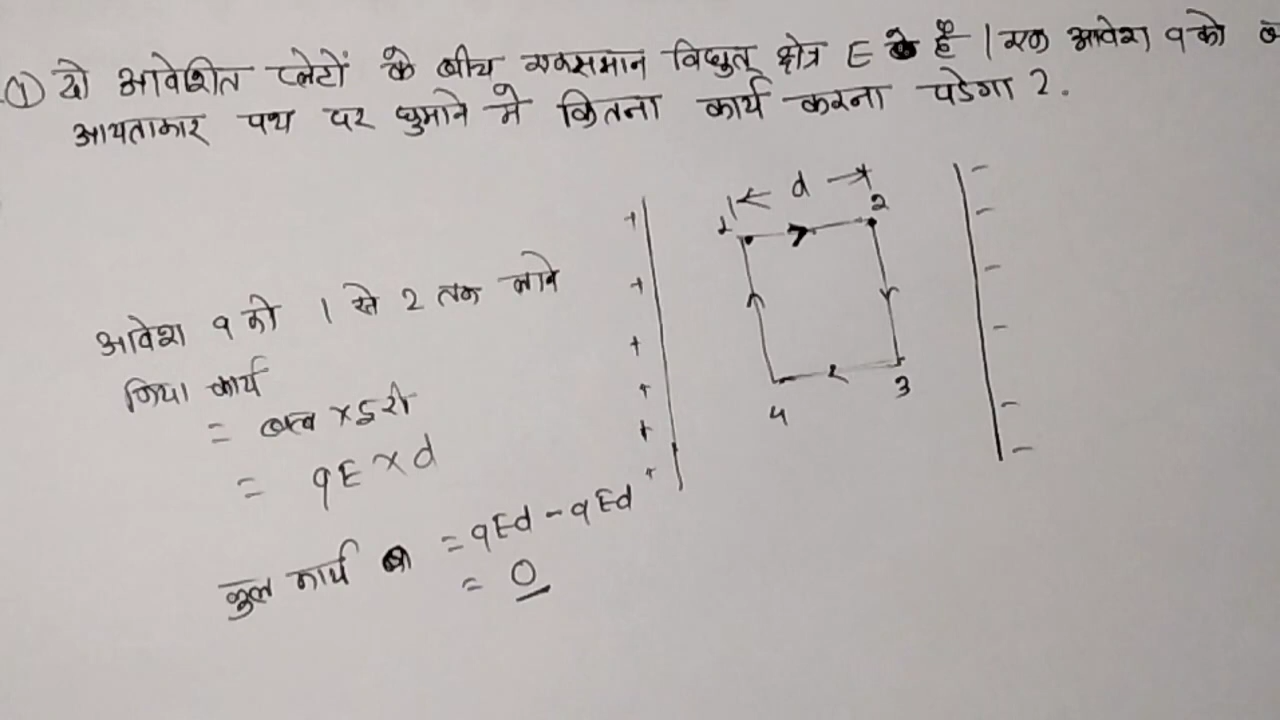 ① दो आवेशित प्लेटों के बीच एकसमान विधुत् क्षेत्र E है । एक आवेश q को
आयताकार पथ पर घुमाने मे कितना कार्य करना पडेगा ?.
← d →
1 2
+ + + + + +
- - - - - -
4 3
आवेश q को 1 से 2 तक लाने
किया कार्य
= बल × दूरी
= qE × d
कुल कार्य = qEd - qEd
= 0